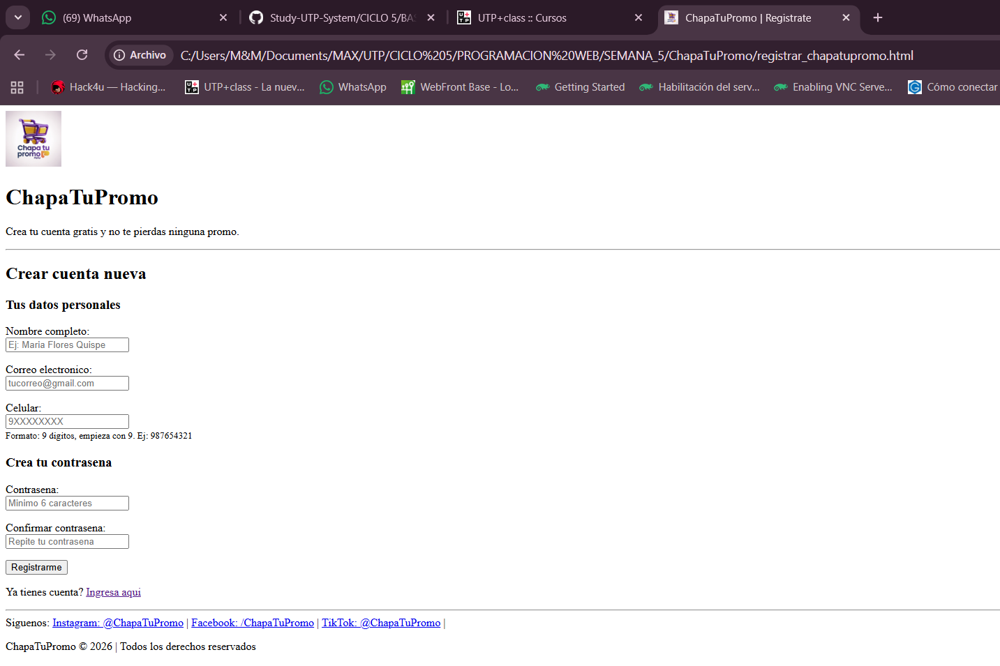 (69) WhatsApp
Study-UTP-System/CICLO 5/BAS
UTP+class :: Cursos
ChapaTuPromo | Registrate
Archivo
C:/Users/M&M/Documents/MAX/UTP/CICLO%205/PROGRAMACION%20WEB/SEMANA_5/ChapaTuPromo/registrar_chapatupromo.html
Hack4u — Hacking...
UTP+class - La nuev...
WhatsApp
WebFront Base - Lo...
Getting Started
Habilitación del serv...
Enabling VNC Serve...
Cómo conectar
Chapa tu
promo
PERÚ
ChapaTuPromo
Crea tu cuenta gratis y no te pierdas ninguna promo.
Crear cuenta nueva
Tus datos personales
Nombre completo:
Ej: Maria Flores Quispe
Correo electronico:
tucorreo@gmail.com
Celular:
9XXXXXXXX
Formato: 9 digitos, empieza con 9. Ej: 987654321
Crea tu contrasena
Contrasena:
Minimo 6 caracteres
Confirmar contrasena:
Repite tu contrasena
Registrarme
Ya tienes cuenta? Ingresa aqui
Siguenos: Instagram: @ChapaTuPromo | Facebook: /ChapaTuPromo | TikTok: @ChapaTuPromo |
ChapaTuPromo © 2026 | Todos los derechos reservados